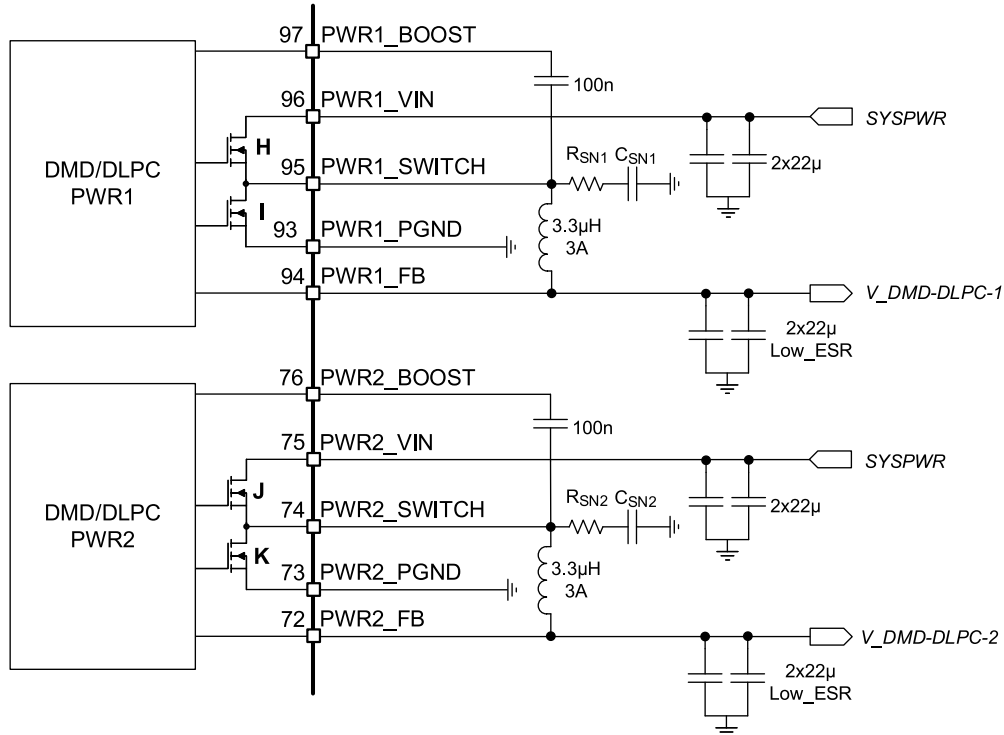 97 PWR1_BOOST
100n
96 PWR1_VIN
SYSPWR
H
DMD/DLPC
PWR1
2x22µ
95 PWR1_SWITCH
RSN1 CSN1
I
3.3µH
3A
93 PWR1_PGND
94 PWR1_FB
V_DMD-DLPC-1
2x22µ
Low_ESR
76 PWR2_BOOST
100n
75 PWR2_VIN
SYSPWR
J
DMD/DLPC
PWR2
2x22µ
74 PWR2_SWITCH
RSN2 CSN2
K
3.3µH
3A
73 PWR2_PGND
72 PWR2_FB
V_DMD-DLPC-2
2x22µ
Low_ESR